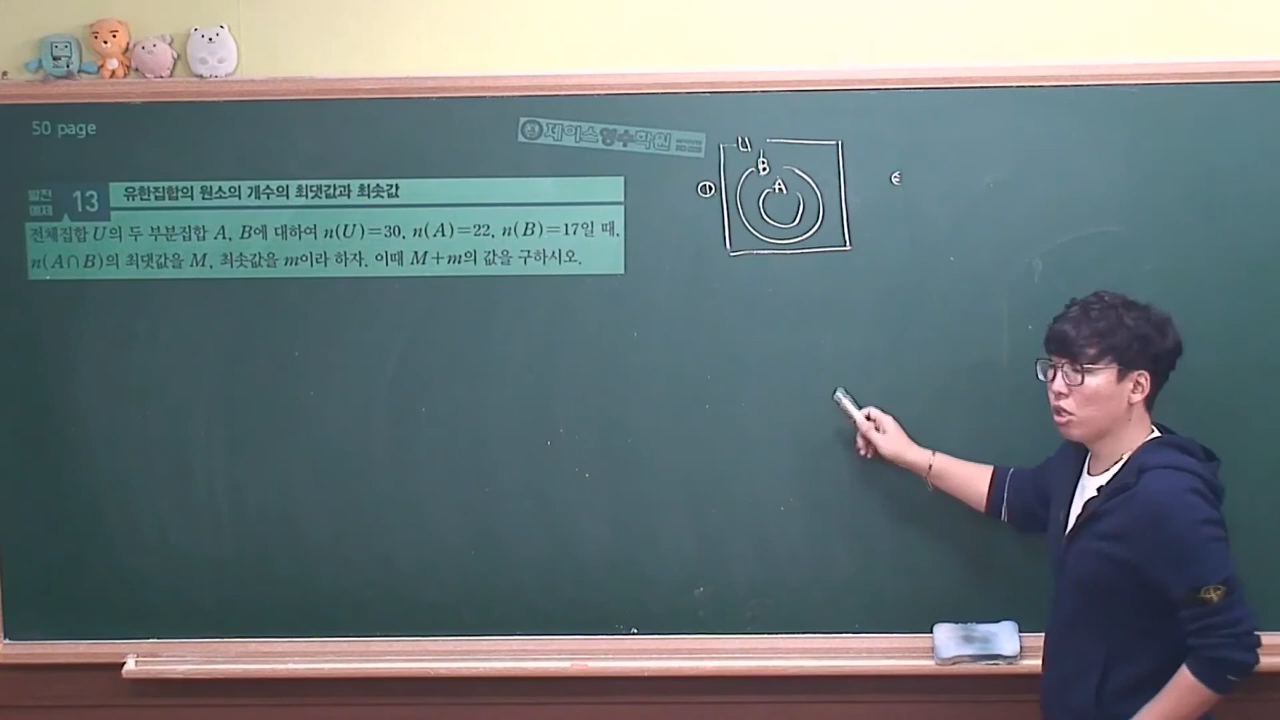 50 page
제이스영수학원
발전
예제 13 유한집합의 원소의 개수의 최댓값과 최솟값
전체집합 U의 두 부분집합 A, B에 대하여 n(U)=30, n(A)=22, n(B)=17일 때,
n(A∩B)의 최댓값을 M, 최솟값을 m이라 하자. 이때 M+m의 값을 구하시오.
①
U
B
A